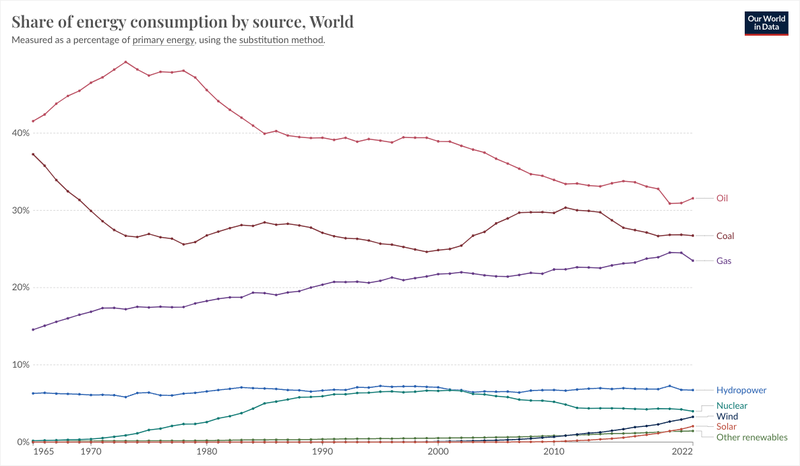 Share of energy consumption by source, World
Measured as a percentage of primary energy, using the substitution method.
Our World
in Data
40%
30%
20%
10%
0%
1965
1970
1980
1990
2000
2010
2022
Oil
Coal
Gas
Hydropower
Nuclear
Wind
Solar
Other renewables